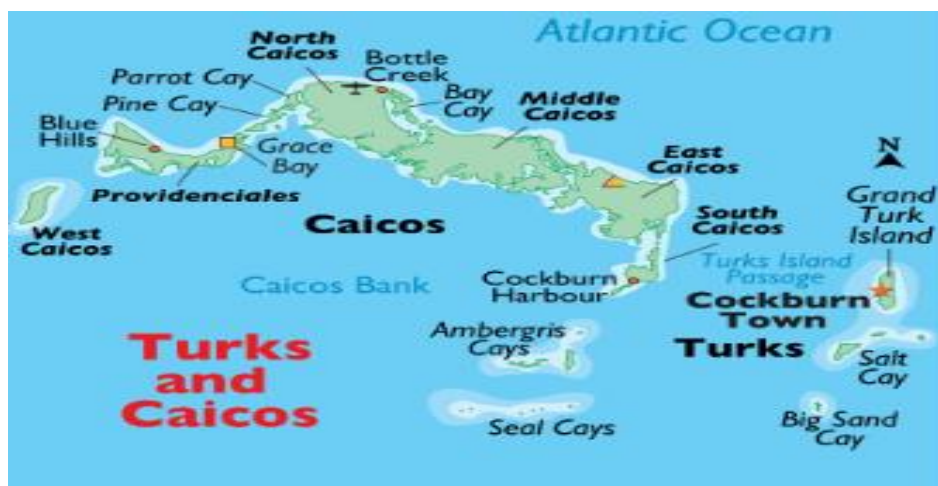 Atlantic Ocean
North
Caicos
Bottle
Creek
Parrot Cay
Bay
Cay
Pine Cay
Middle
Caicos
Blue
Hills
Grace
Bay
East
Caicos
N
Providenciales
Grand
Turk
Island
West
Caicos
Caicos
South
Caicos
Turks Island
Passage
Caicos Bank
Cockburn
Harbour
Cockburn
Town
Ambergris
Cays
Turks
Salt
Cay
Turks
and
Caicos
Seal Cays
Big Sand
Cay